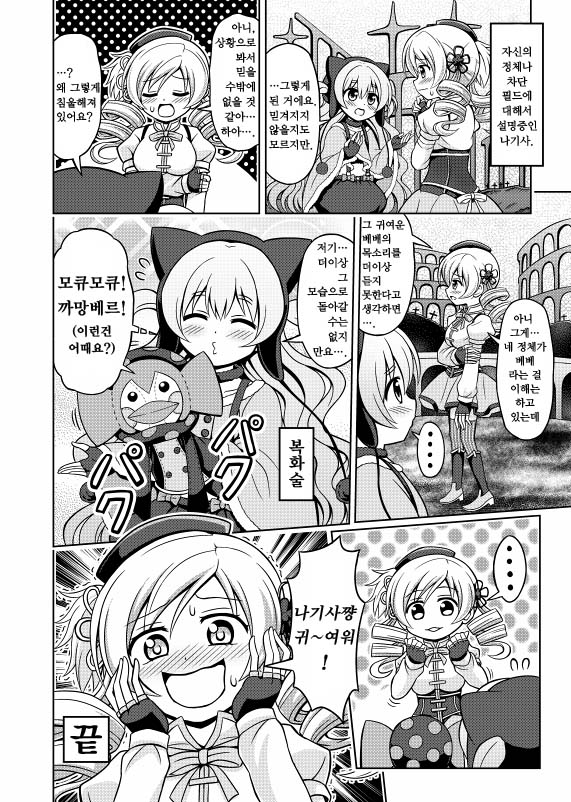 자신의
정체나
차단
필드에
대해서
설명중인
나기사.
…그렇게
된 거에요.
믿겨지지
않을지도
모르지만.
아니,
상황으로
봐서
믿을
수밖에
없을 것
같아…
하아….
…?
왜 그렇게
침울해져
있어요?
그 귀여운
베베의
목소리를
더이상
듣지
못한다고
생각하면
….
아니
그게…
네 정체가
베베
라는 걸
이해는
하고
있는데
•••
저기…
더이상
그
모습으로
돌아갈
수는
없지
만요….
모큐모큐!
까망베르!
(이런건
어때요?)
복화술
パク
パク
••••
나기사쨩
귀~여워
!
끝